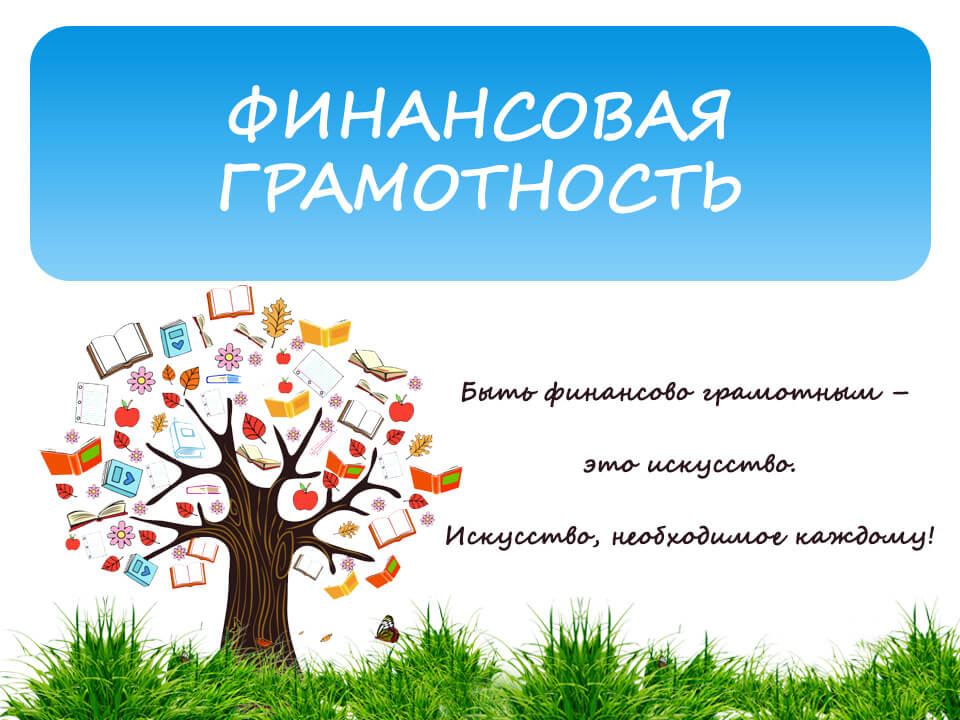 ФИНАНСОВАЯ
ГРАМОТНОСТЬ
Быть финансово грамотным –
это искусство.
Искусство, необходимое каждому!